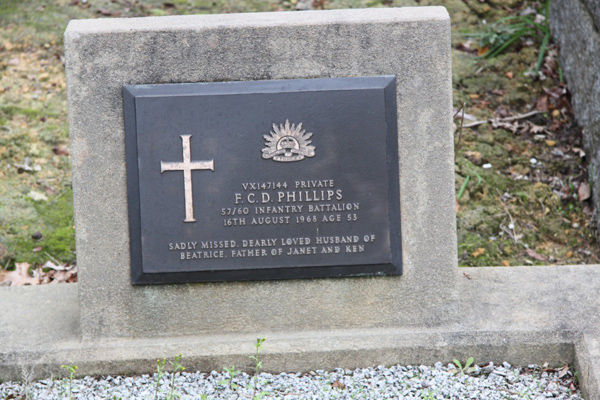 VX147144 PRIVATE
F.C.D. PHILLIPS
57/60 INFANTRY BATTALION
16TH AUGUST 1968 AGE 53
SADLY MISSED. DEARLY LOVED HUSBAND OF
BEATRICE. FATHER OF JANET AND KEN